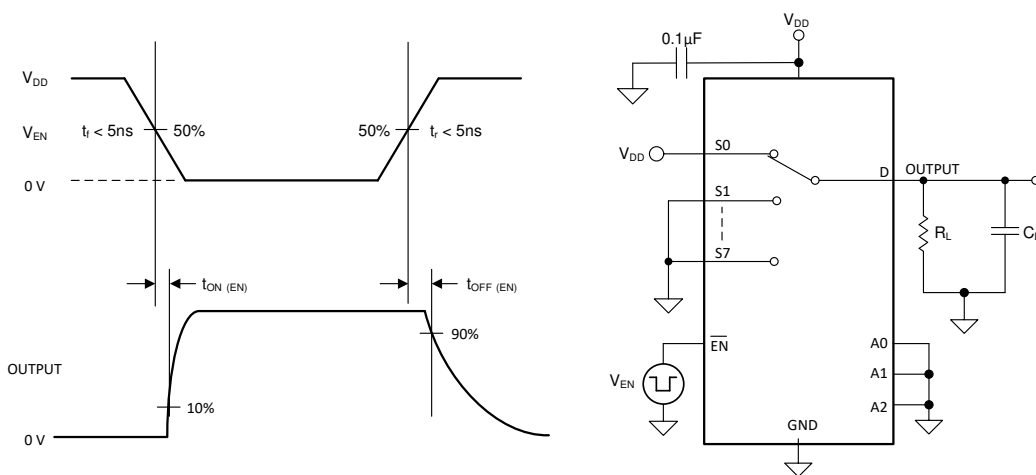 V_DD
V_EN
t_f < 5ns
50%
50%
t_r < 5ns
0 V
t_ON (EN)
t_OFF (EN)
OUTPUT
90%
10%
0 V
V_DD
0.1μF
V_DD
S0
S1
S7
D
OUTPUT
R_L
V_EN
EN
A0
A1
A2
GND